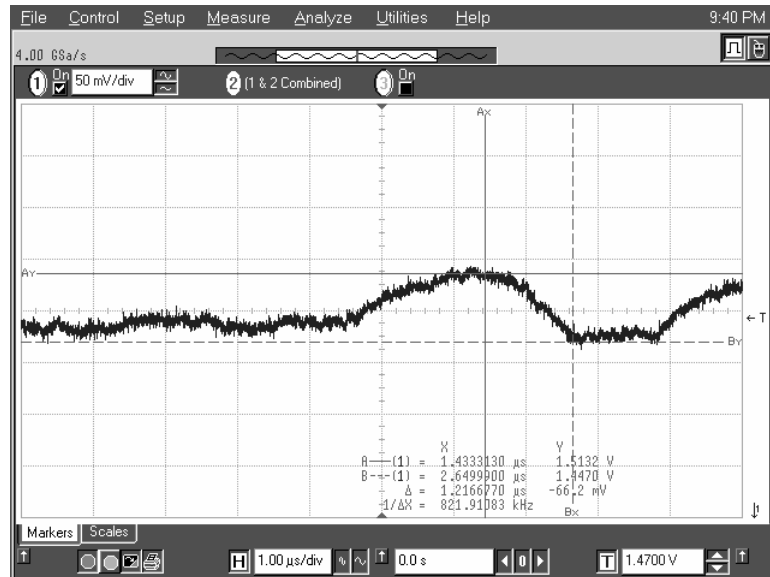 File Control Setup Measure Analyze Utilities Help 9:40 PM
4.00 GSa/s
1 On 50 mV/div 2 (1 & 2 Combined) 3 On
Ax
AY
T
BY
X Y
A——(1) = 1.4333130 µs 1.5132 V
B---(1) = 2.6499900 µs 1.4470 V
Δ = 1.2166770 µs -66.2 mV
1/ΔX = 821.91083 kHz
Bx
Markers Scales
H 1.00 µs/div 0.0 s 0 T 1.4700 V